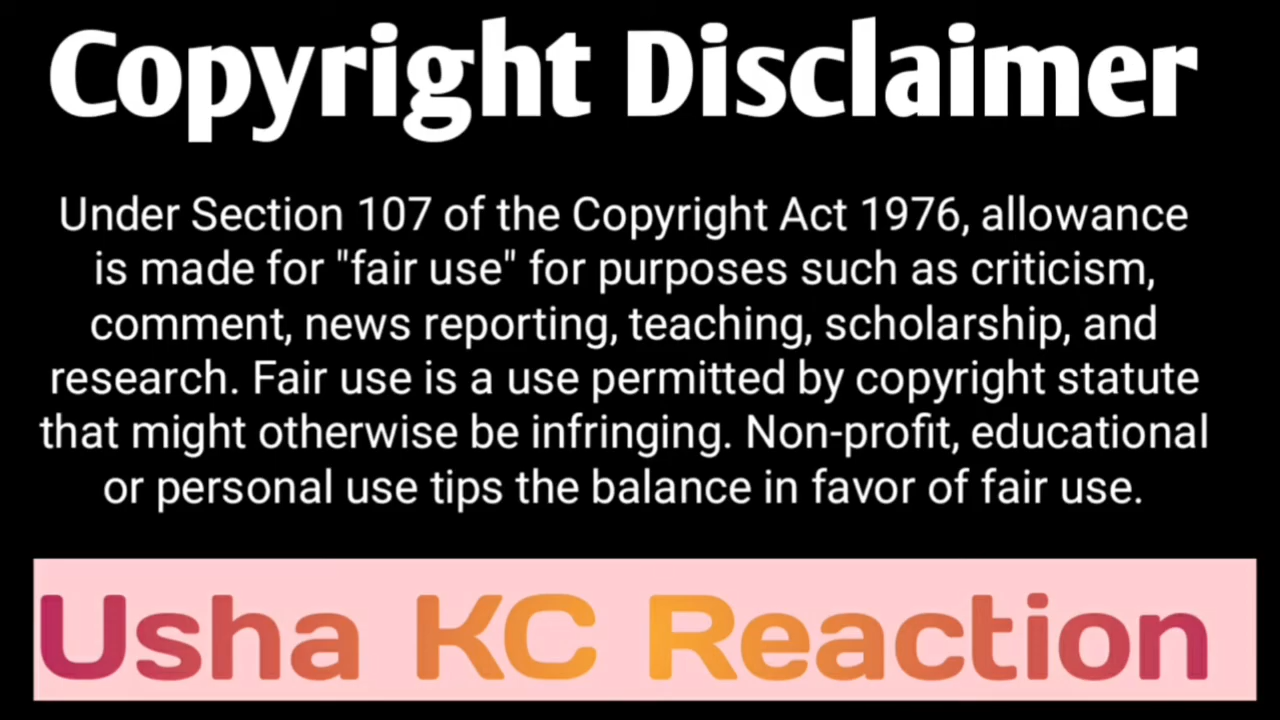 Copyright Disclaimer
Under Section 107 of the Copyright Act 1976, allowance
is made for "fair use" for purposes such as criticism,
comment, news reporting, teaching, scholarship, and
research. Fair use is a use permitted by copyright statute
that might otherwise be infringing. Non-profit, educational
or personal use tips the balance in favor of fair use.
Usha KC Reaction